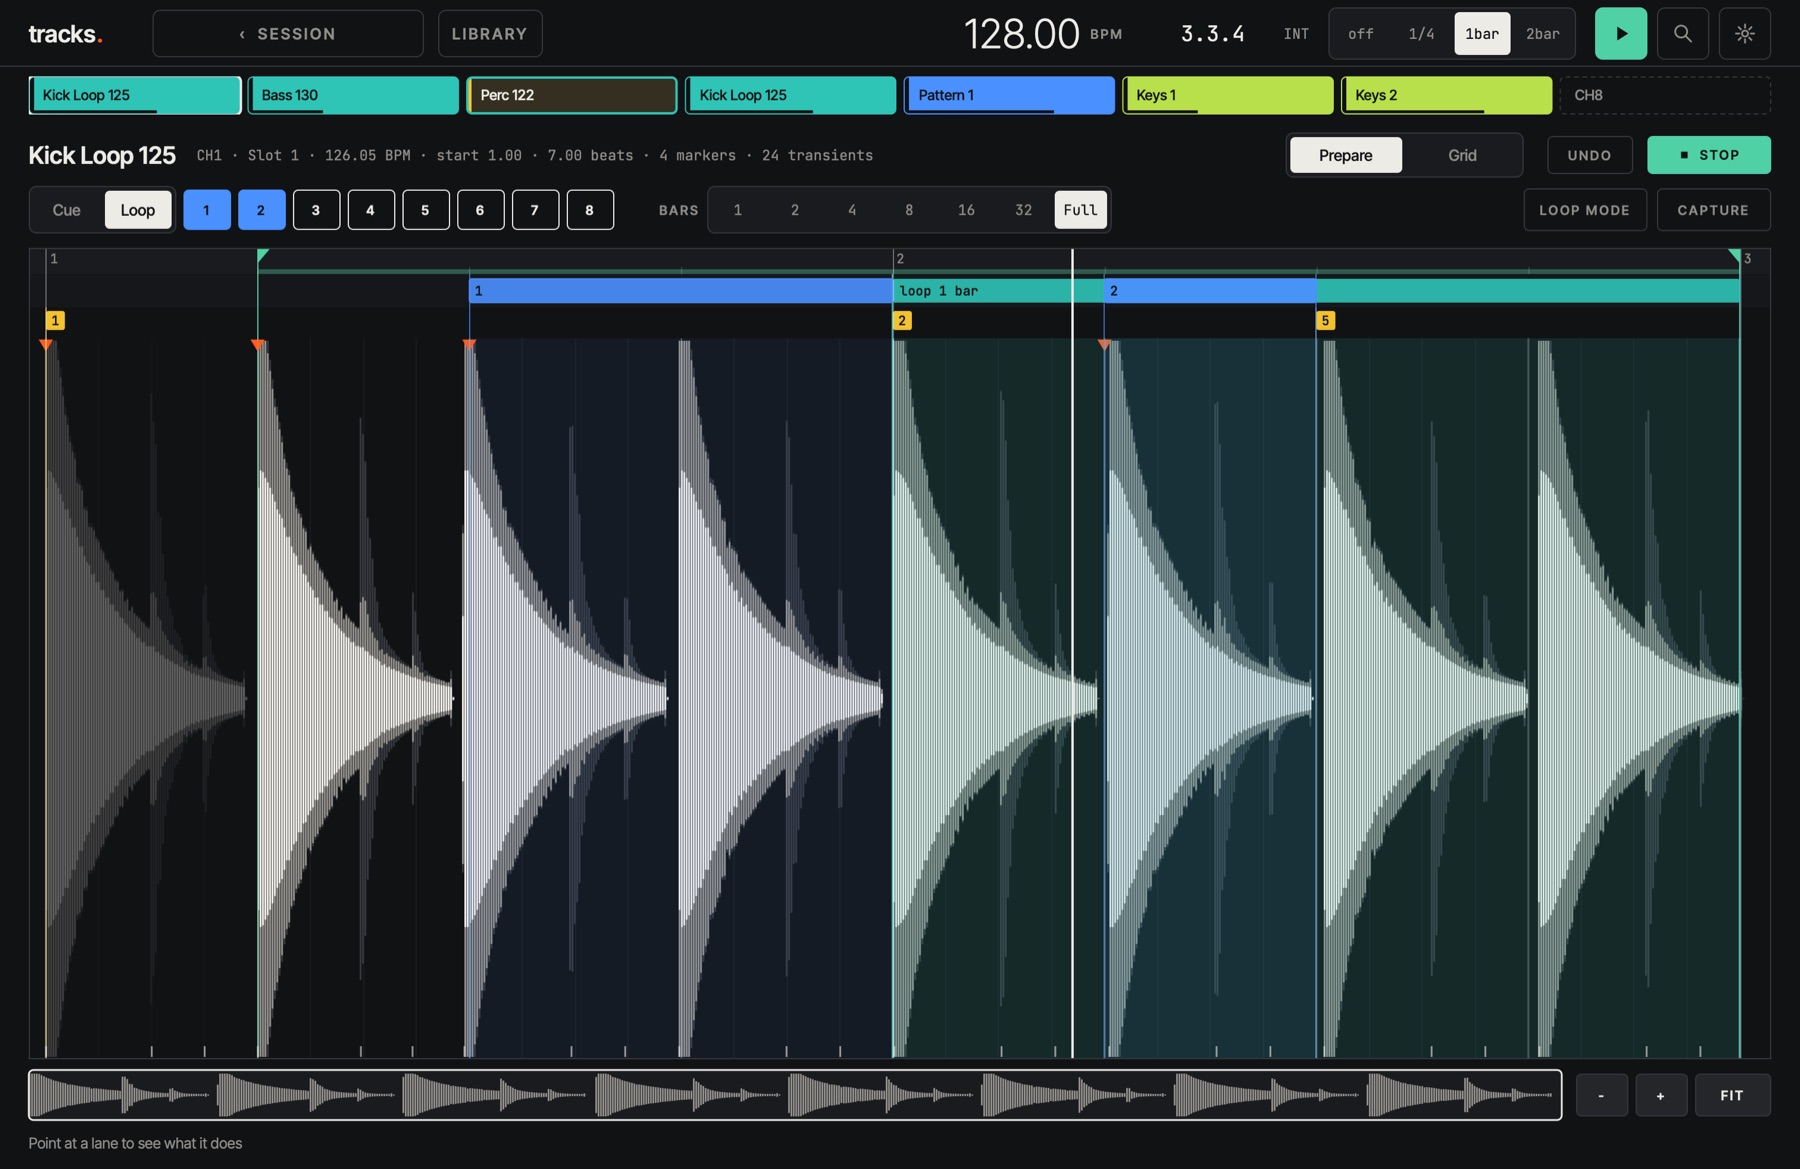 tracks.
‹ SESSION
LIBRARY
128.00 BPM
3.3.4
INT
off 1/4 1bar 2bar
Kick Loop 125
Bass 130
Perc 122
Kick Loop 125
Pattern 1
Keys 1
Keys 2
CH8
Kick Loop 125
CH1 · Slot 1 · 126.05 BPM · start 1.00 · 7.00 beats · 4 markers · 24 transients
Prepare Grid
UNDO
STOP
Cue Loop
1 2 3 4 5 6 7 8
BARS 1 2 4 8 16 32 Full
LOOP MODE
CAPTURE
1 2 3
1 loop 1 bar 2
1 2 5
- + FIT
Point at a lane to see what it does